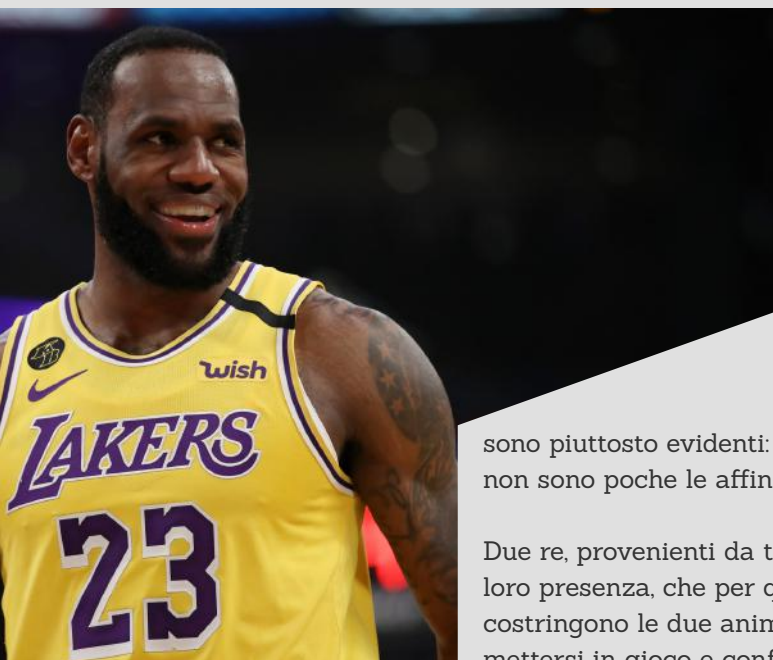 wish
LAKERS
23
sono piuttosto evidenti:
non sono poche le affin
Due re, provenienti da t
loro presenza, che per q
costringono le due anim
mettersi in gioco e conf